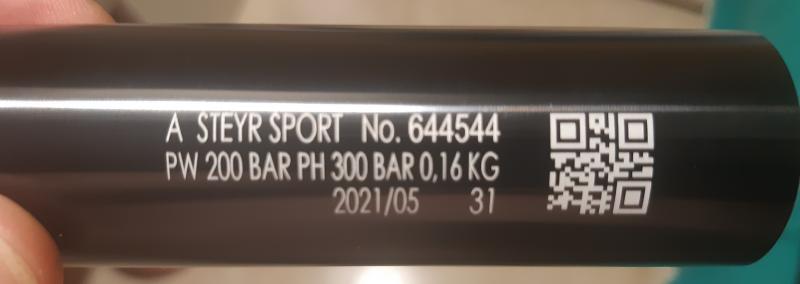 A STEYR SPORT No. 644544
PW 200 BAR PH 300 BAR 0,16 KG
2021/05 31